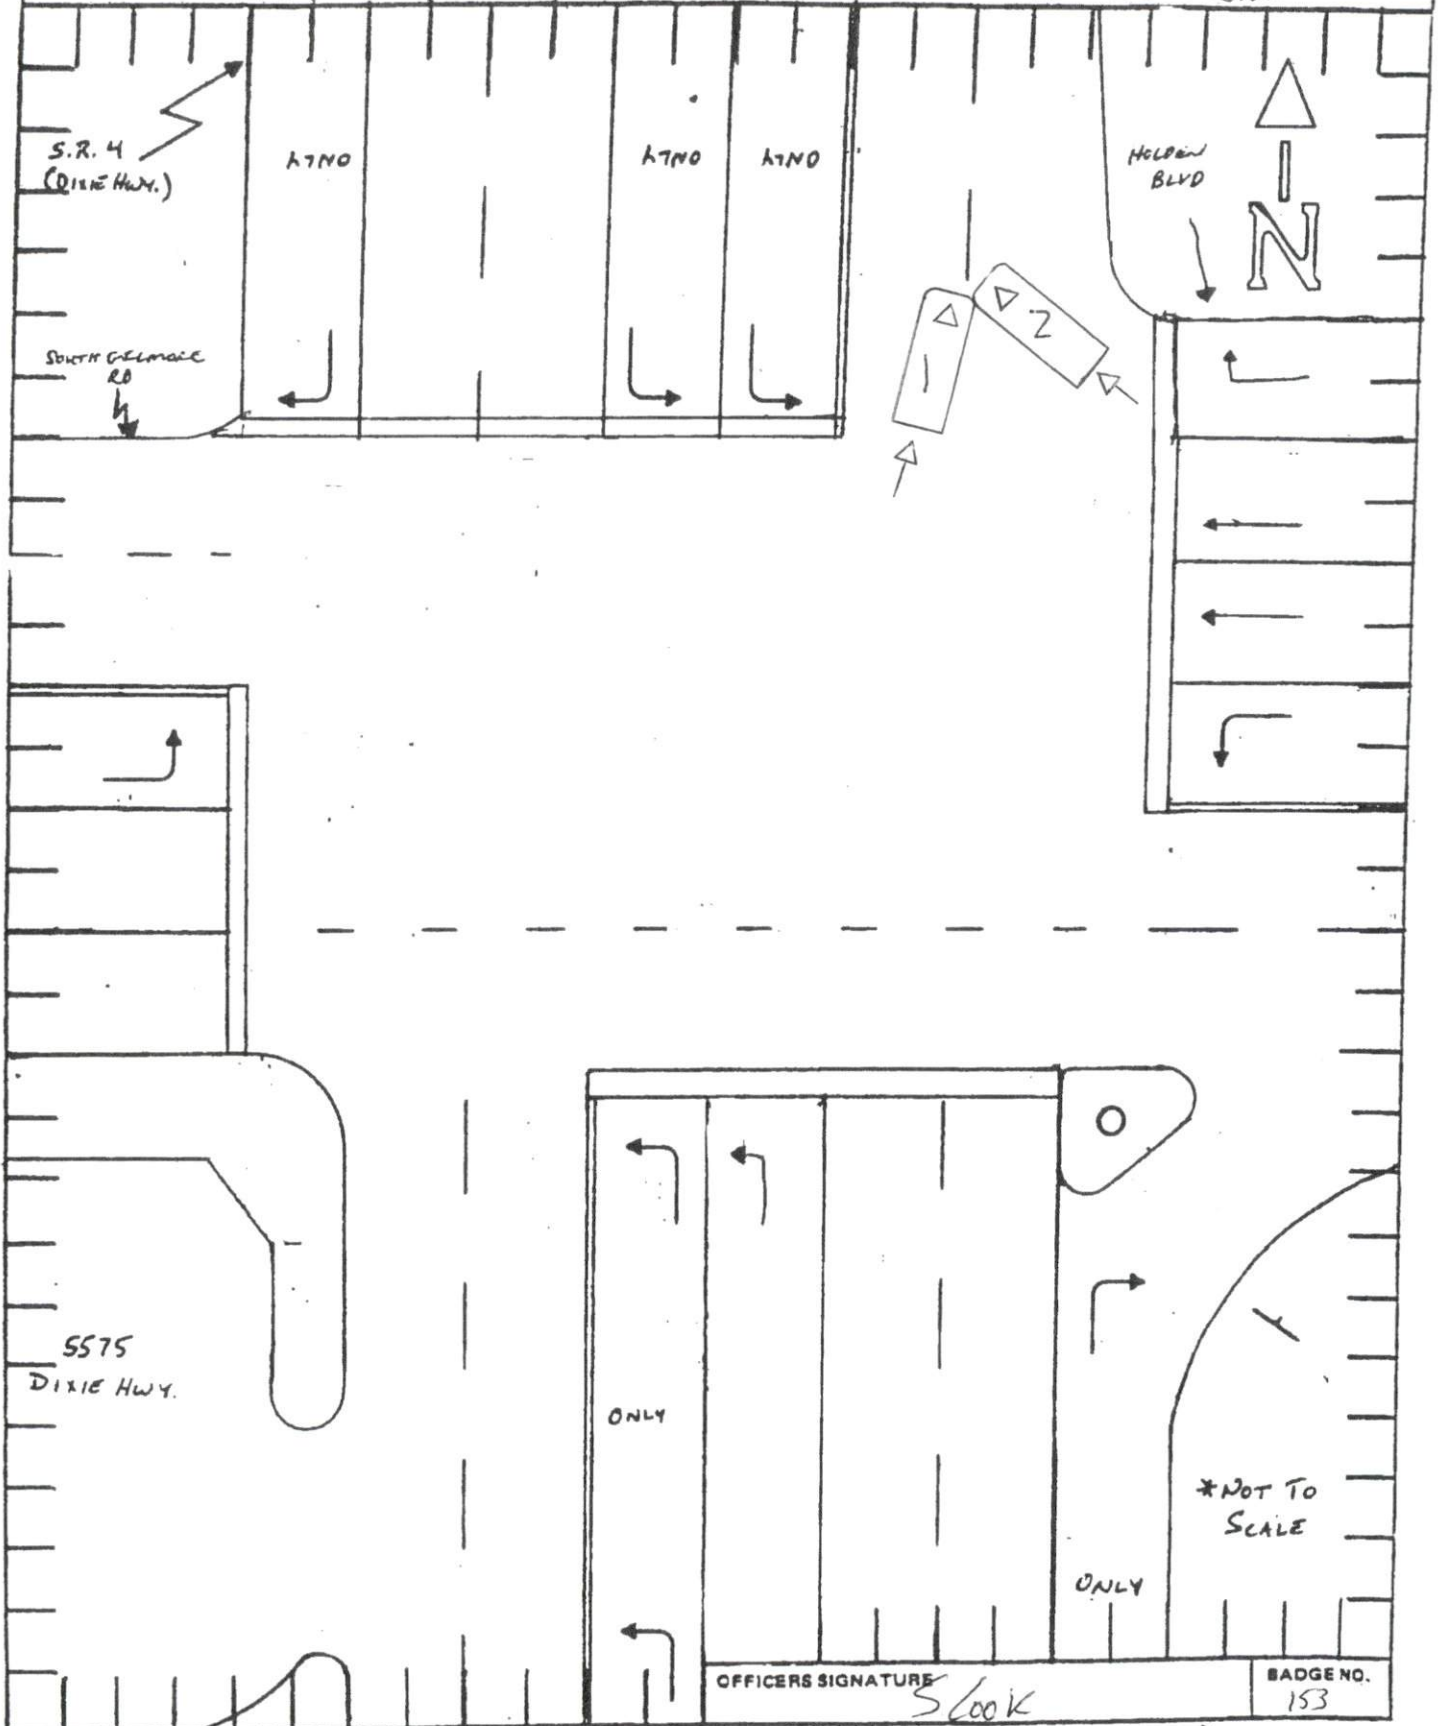 S.R. 4
(DIXIE HWY.)
ONLY
ONLY
ONLY
HOLDEN
BLVD
N
SOUTH GILMORE
RD
1
2
5575
DIXIE HWY.
ONLY
*NOT TO
SCALE
ONLY
OFFICERS SIGNATURE
S COOK
BADGE NO.
153